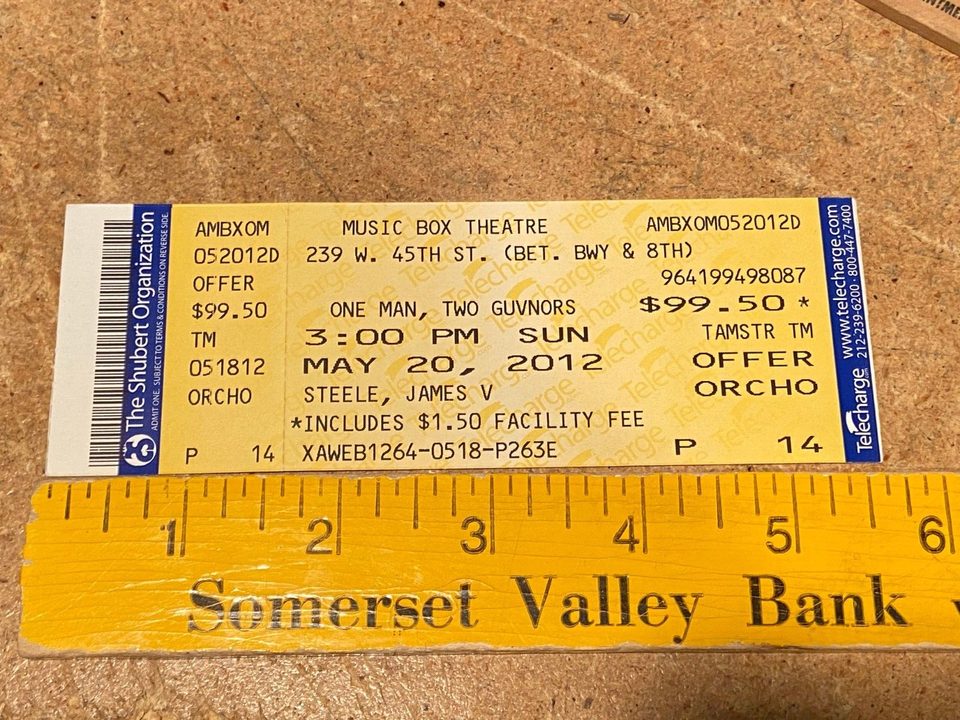 The Shubert Organization
ADMIT ONE. SUBJECT TO TERMS & CONDITIONS ON REVERSE SIDE.
AMBXOM
052012D
OFFER
$99.50
TM
051812
ORCHO
P 14
MUSIC BOX THEATRE AMBXOM052012D
239 W. 45TH ST. (BET. BWY & 8TH)
964199498087
ONE MAN, TWO GUVNORS $99.50 *
3:00 PM SUN TAMSTR TM
MAY 20, 2012 OFFER
STEELE, JAMES V ORCHO
*INCLUDES $1.50 FACILITY FEE
XAWEB1264-0518-P263E P 14
Telecharge
www.telecharge.com
212-239-6200 · 800-447-7400
1 2 3 4 5 6
Somerset Valley Bank